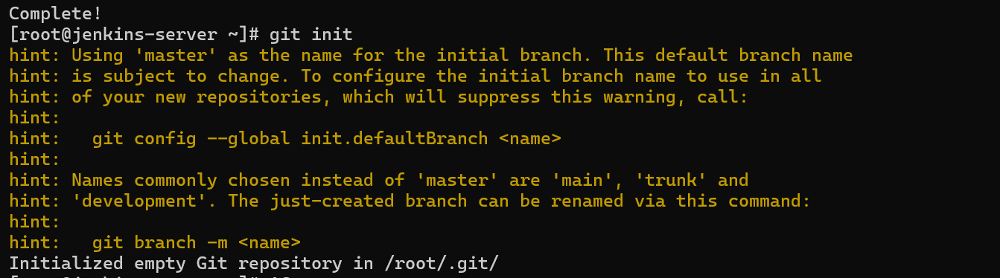 Complete!
[root@jenkins-server ~]# git init
hint: Using 'master' as the name for the initial branch. This default branch name
hint: is subject to change. To configure the initial branch name to use in all
hint: of your new repositories, which will suppress this warning, call:
hint:
hint:   git config --global init.defaultBranch <name>
hint:
hint: Names commonly chosen instead of 'master' are 'main', 'trunk' and
hint: 'development'. The just-created branch can be renamed via this command:
hint:
hint:   git branch -m <name>
Initialized empty Git repository in /root/.git/